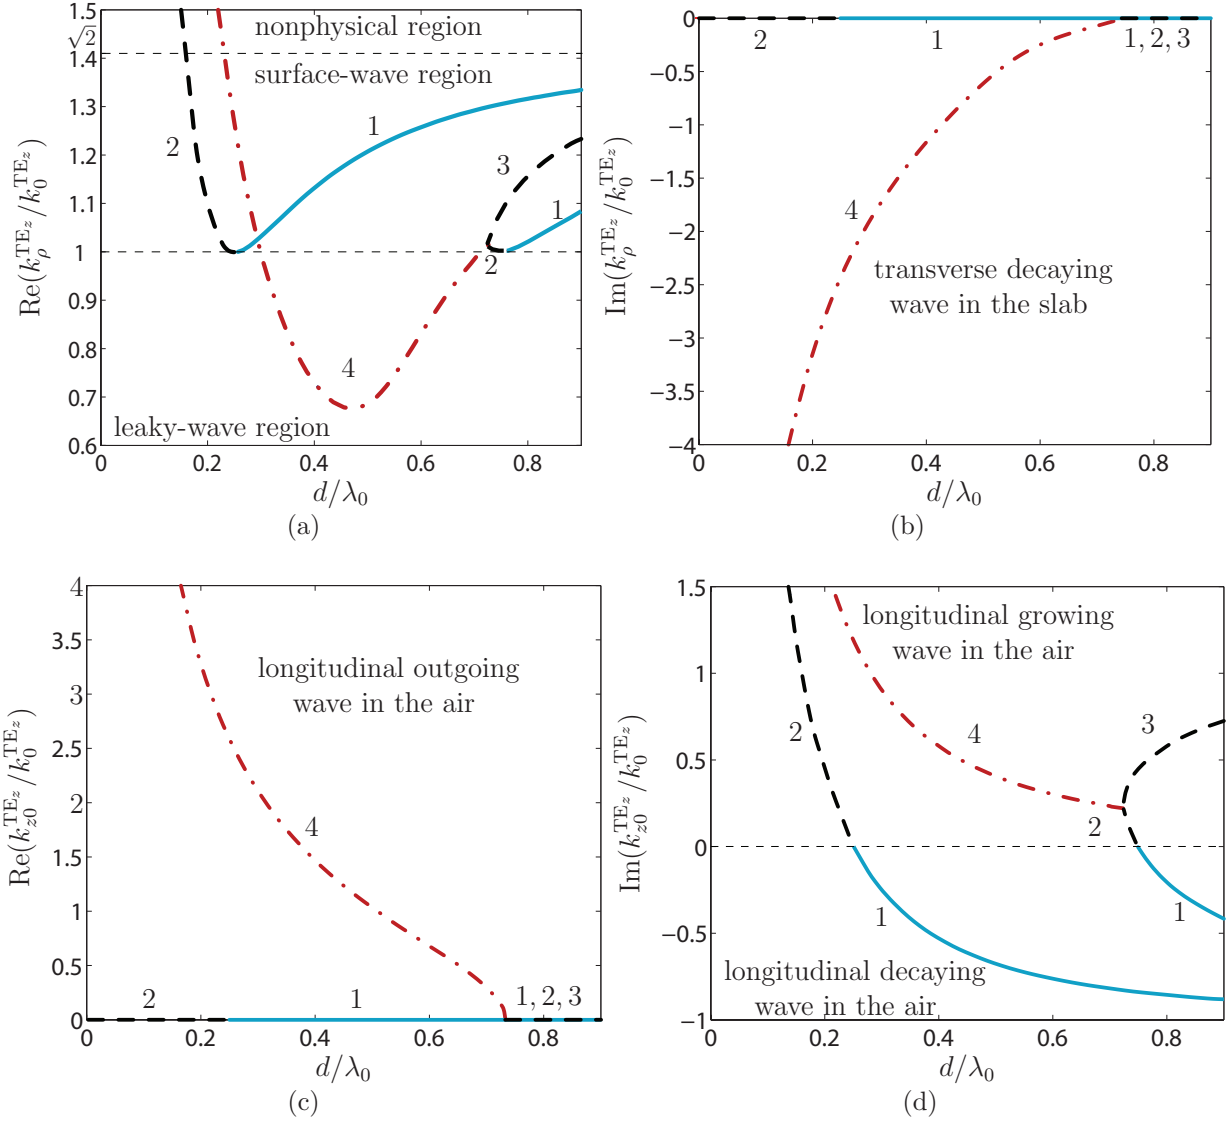 1.5
√2
1.4
1.3
1.2
1.1
1
0.9
0.8
0.7
0.6
Re(k_ρ^{TE_z}/k_0^{TE_z})
nonphysical region
surface-wave region
2
1
3
1
2
4
leaky-wave region
0 0.2 0.4 0.6 0.8
d/λ_0
(a)
0
−0.5
−1
−1.5
−2
−2.5
−3
−3.5
−4
Im(k_ρ^{TE_z}/k_0^{TE_z})
2 1 1, 2, 3
4
transverse decaying
wave in the slab
0 0.2 0.4 0.6 0.8
d/λ_0
(b)
4
3.5
3
2.5
2
1.5
1
0.5
0
Re(k_{z0}^{TE_z}/k_0^{TE_z})
longitudinal outgoing
wave in the air
4
2 1 1, 2, 3
0 0.2 0.4 0.6 0.8
d/λ_0
(c)
1.5
1
0.5
0
−0.5
−1
Im(k_{z0}^{TE_z}/k_0^{TE_z})
longitudinal growing
wave in the air
2 4 3
2
1 1
longitudinal decaying
wave in the air
0 0.2 0.4 0.6 0.8
d/λ_0
(d)